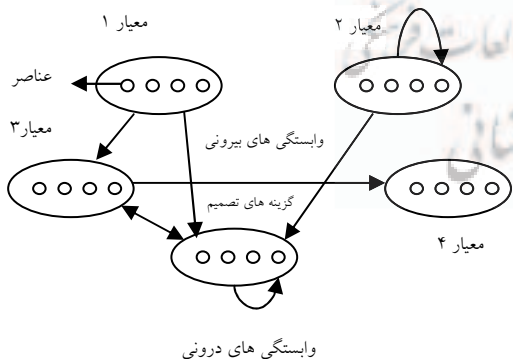 معیار ۱
معیار ۲
عناصر
معیار۳
وابستگی های بیرونی
گزینه های تصمیم
معیار ۴
وابستگی های درونی